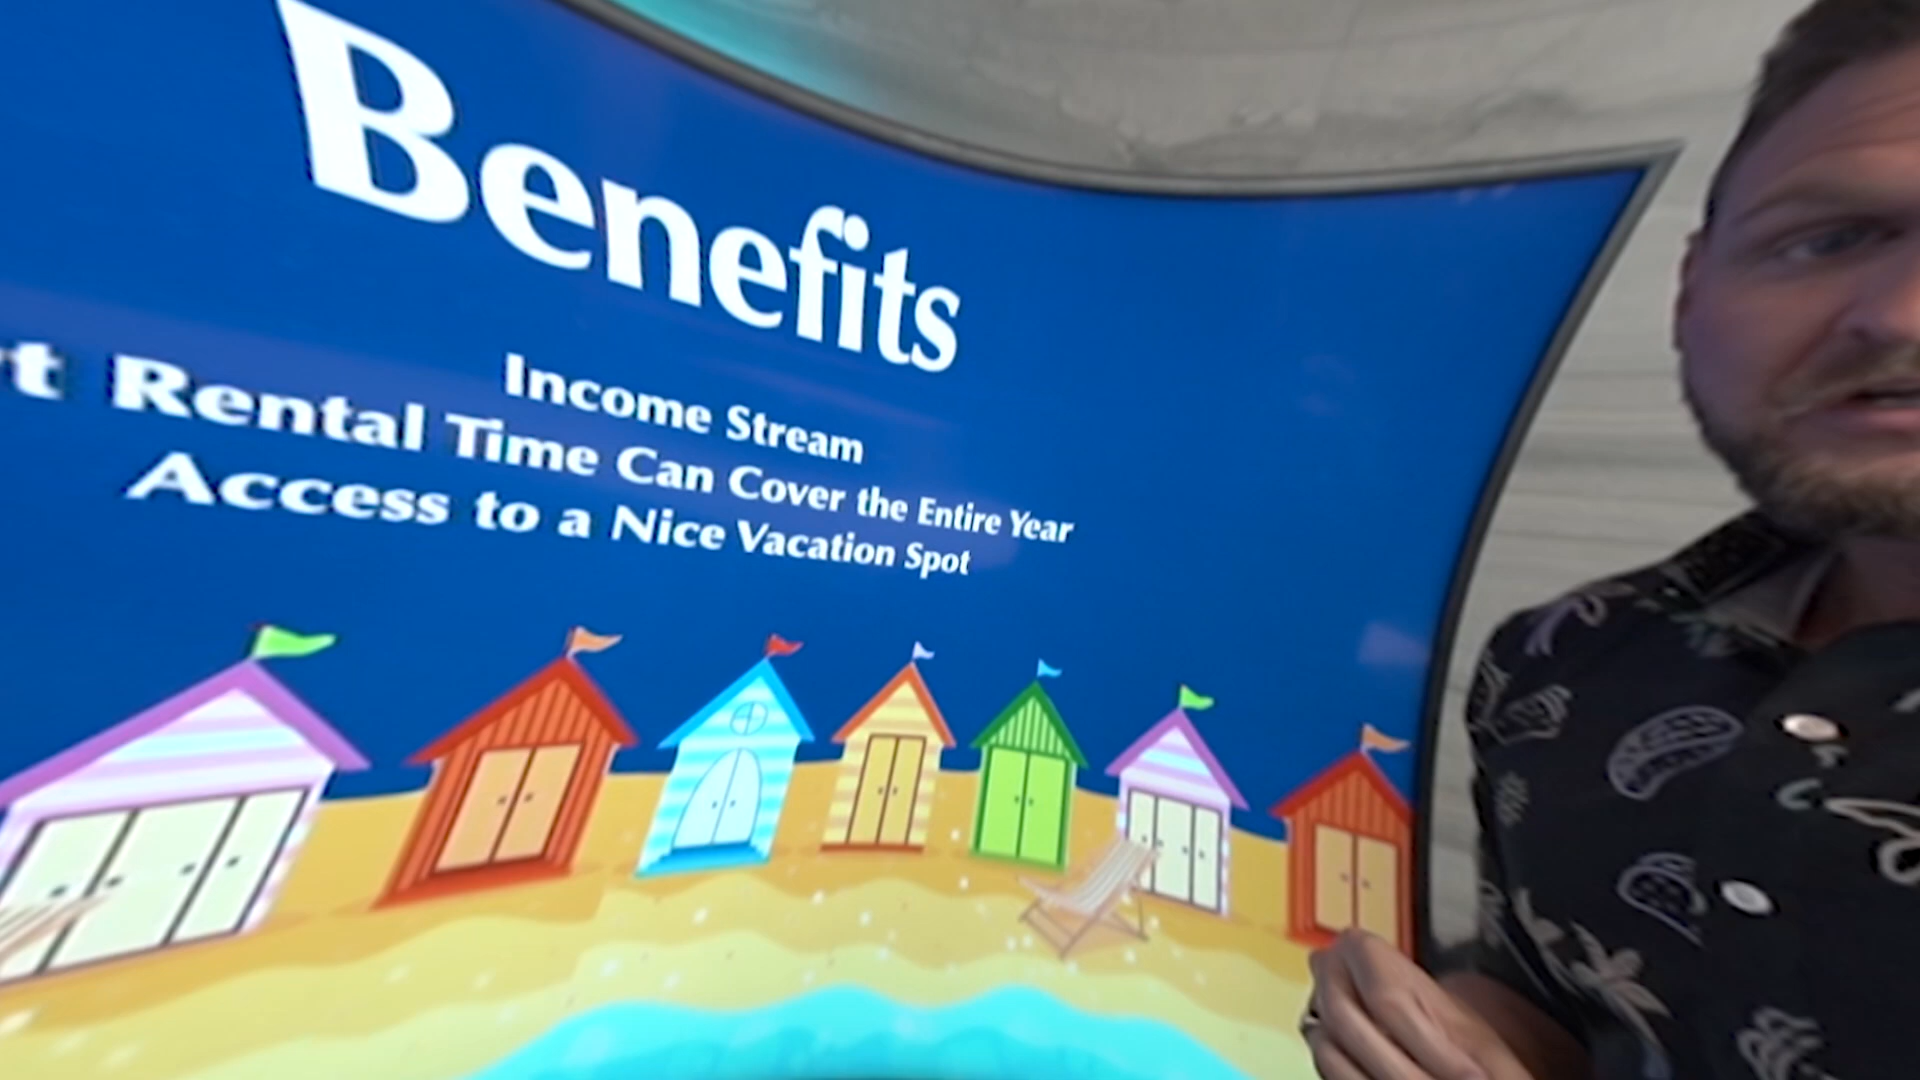 Benefits
Income Stream
Rental Time Can Cover the Entire Year
Access to a Nice Vacation Spot